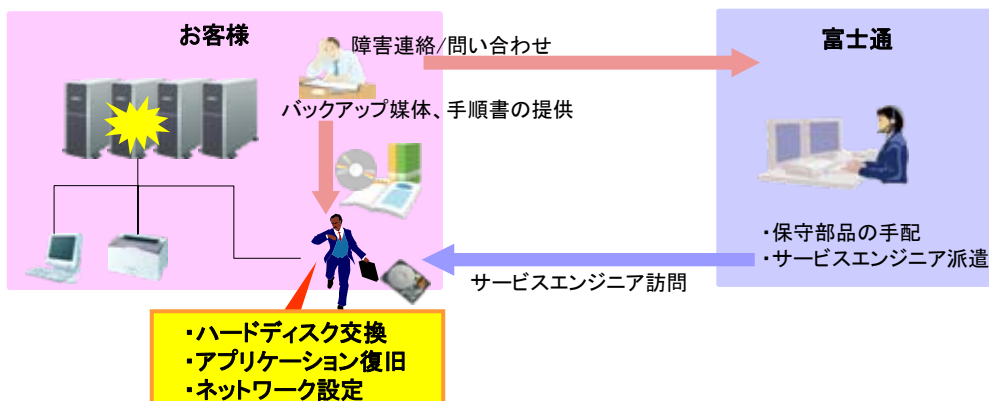 お客様
障害連絡/問い合わせ
富士通
バックアップ媒体、手順書の提供
・保守部品の手配
・サービスエンジニア派遣
サービスエンジニア訪問
・ハードディスク交換
・アプリケーション復旧
・ネットワーク設定